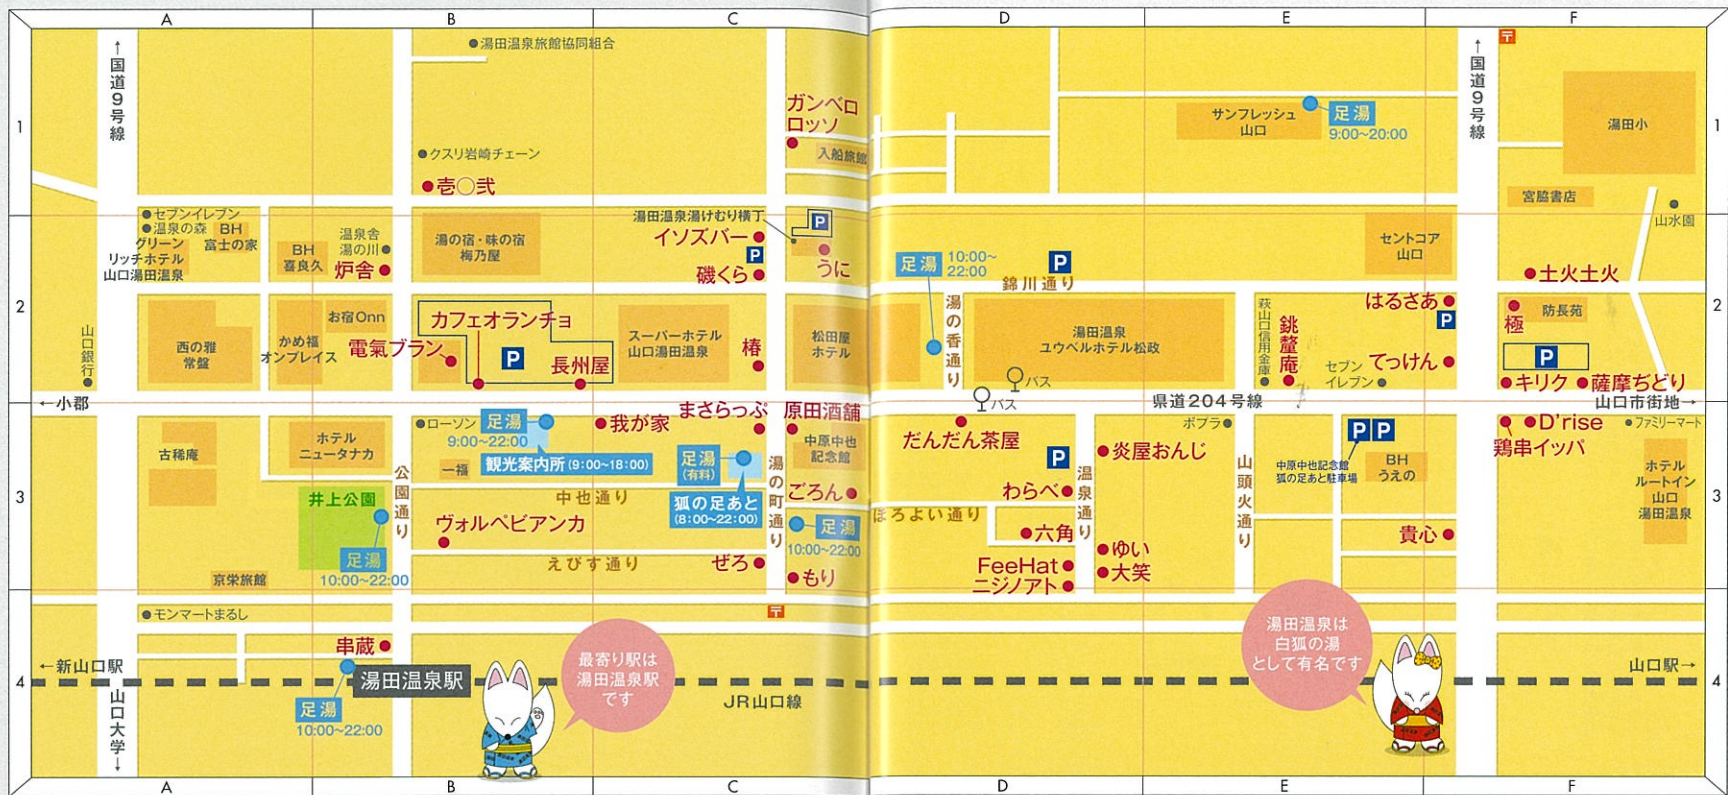 A
B
C
D
E
F
1
2
3
4
↑国道9号線
湯田温泉旅館協同組合
クスリ岩崎チェーン
壱〇弐
ガンベロ
ロッソ
入船旅館
サンフレッシュ
山口
足湯
9:00~20:00
↑国道9号線
〒
湯田小
1
宮脇書店
山水園
セブンイレブン
温泉の森
BH
富士の家
グリーン
リッチホテル
山口湯田温泉
BH
喜良久
温泉舎
湯の川
炉舎
湯の宿・味の宿
梅乃屋
湯田温泉湯けむり横丁
P
イソズバー
P
磯くら
うに
足湯
10:00~
22:00
P
錦川通り
セントコア
山口
土火土火
2
山口銀行
西の雅
常盤
かめ福
オンプレイス
お宿Onn
電氣ブラン
カフェオランチョ
P
長州屋
スーパーホテル
山口湯田温泉
椿
松田屋
ホテル
湯の香通り
湯田温泉
ユウベルホテル松政
バス
バス
萩山口信用金庫
銚釐庵
セブン
イレブン
はるさあ
P
てっけん
極
防長苑
P
キリク
薩摩ぢどり
←小郡
県道204号線
山口市街地→
古稀庵
ホテル
ニュータナカ
公園通り
ローソン
足湯
9:00~22:00
観光案内所(9:00~18:00)
一福
我が家
まさらっぷ
原田酒舗
中原中也
記念館
足湯
(有料)
狐の足あと
(8:00~22:00)
湯の町通り
ごろん
だんだん茶屋
P
炎屋おんじ
わらべ
温泉通り
ポプラ
山頭火通り
P P
中原中也記念館
狐の足あと駐車場
BH
うえの
D'rise
鶏串イッパ
ファミリーマート
ホテル
ルートイン
山口
湯田温泉
3
井上公園
足湯
10:00~22:00
京栄旅館
中也通り
ヴォルペビアンカ
えびす通り
ぜろ
足湯
10:00~22:00
もり
ほろよい通り
六角
FeeHat
ニジノアト
ゆい
大笑
貴心
モンマートまるし
〒
串蔵
←新山口駅
湯田温泉駅
足湯
10:00~22:00
山口大学↓
最寄り駅は
湯田温泉駅
です
JR山口線
湯田温泉は
白狐の湯
として有名です
山口駅→
4
A
B
C
D
E
F